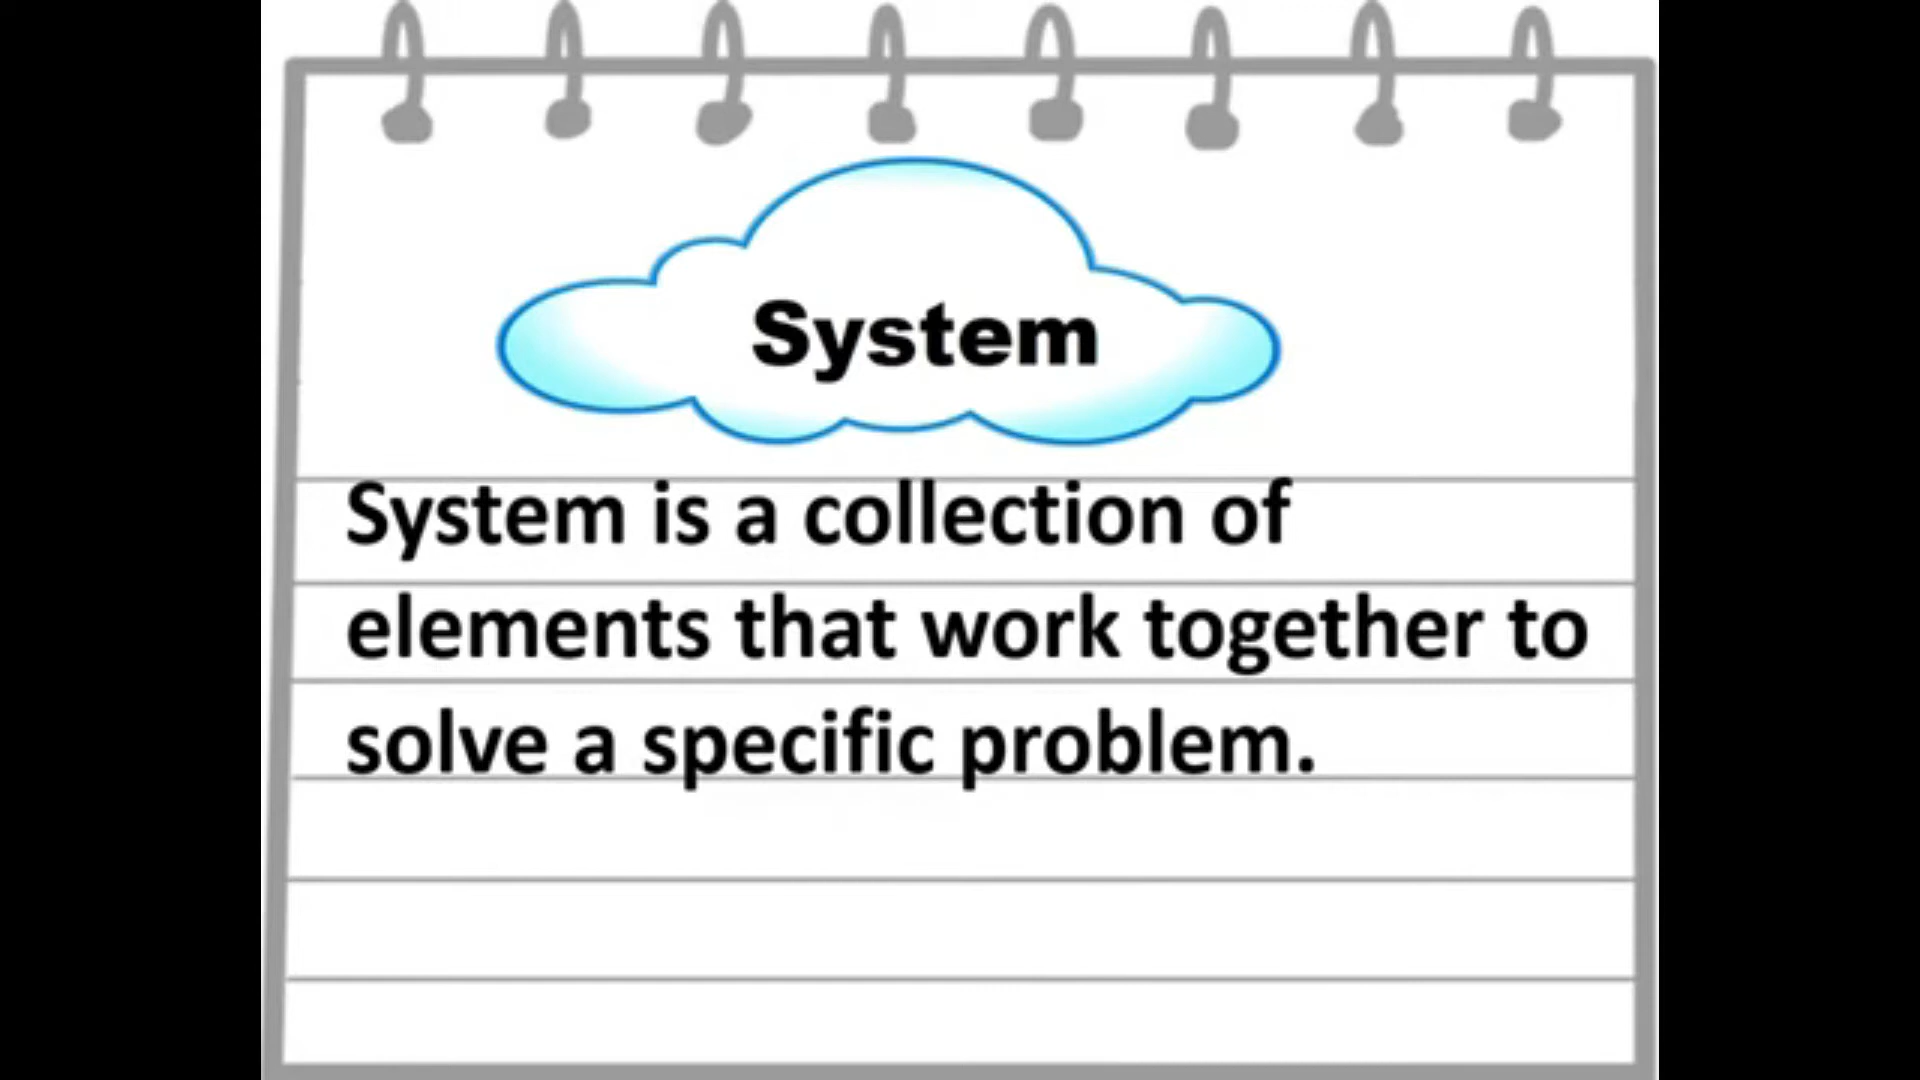 System
System is a collection of
elements that work together to
solve a specific problem.